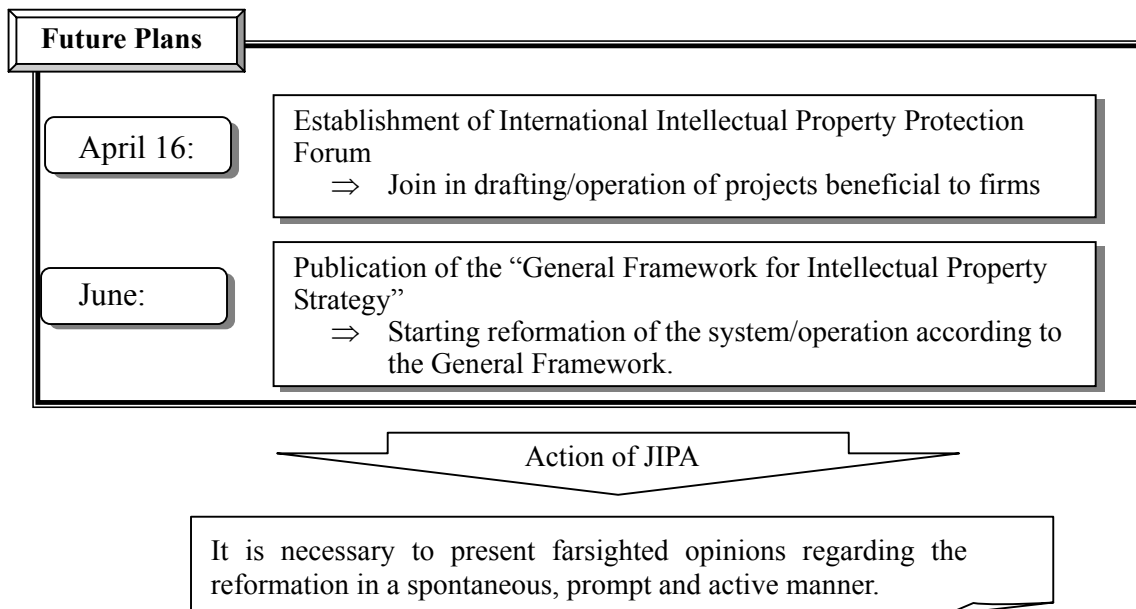 Future Plans
April 16:
Establishment of International Intellectual Property Protection
Forum
⇒ Join in drafting/operation of projects beneficial to firms
June:
Publication of the “General Framework for Intellectual Property
Strategy”
⇒ Starting reformation of the system/operation according to
the General Framework.
Action of JIPA
It is necessary to present farsighted opinions regarding the
reformation in a spontaneous, prompt and active manner.